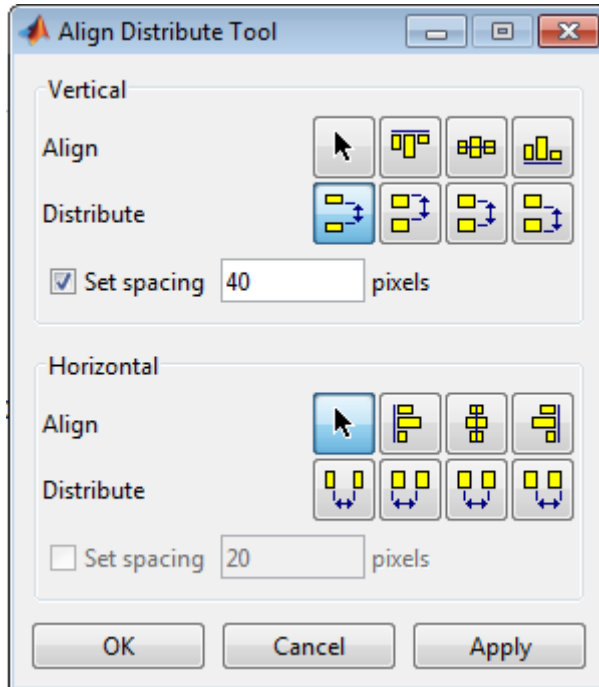 Align Distribute Tool
Vertical
Align
Distribute
Set spacing 40 pixels
Horizontal
Align
Distribute
Set spacing 20 pixels
OK Cancel Apply